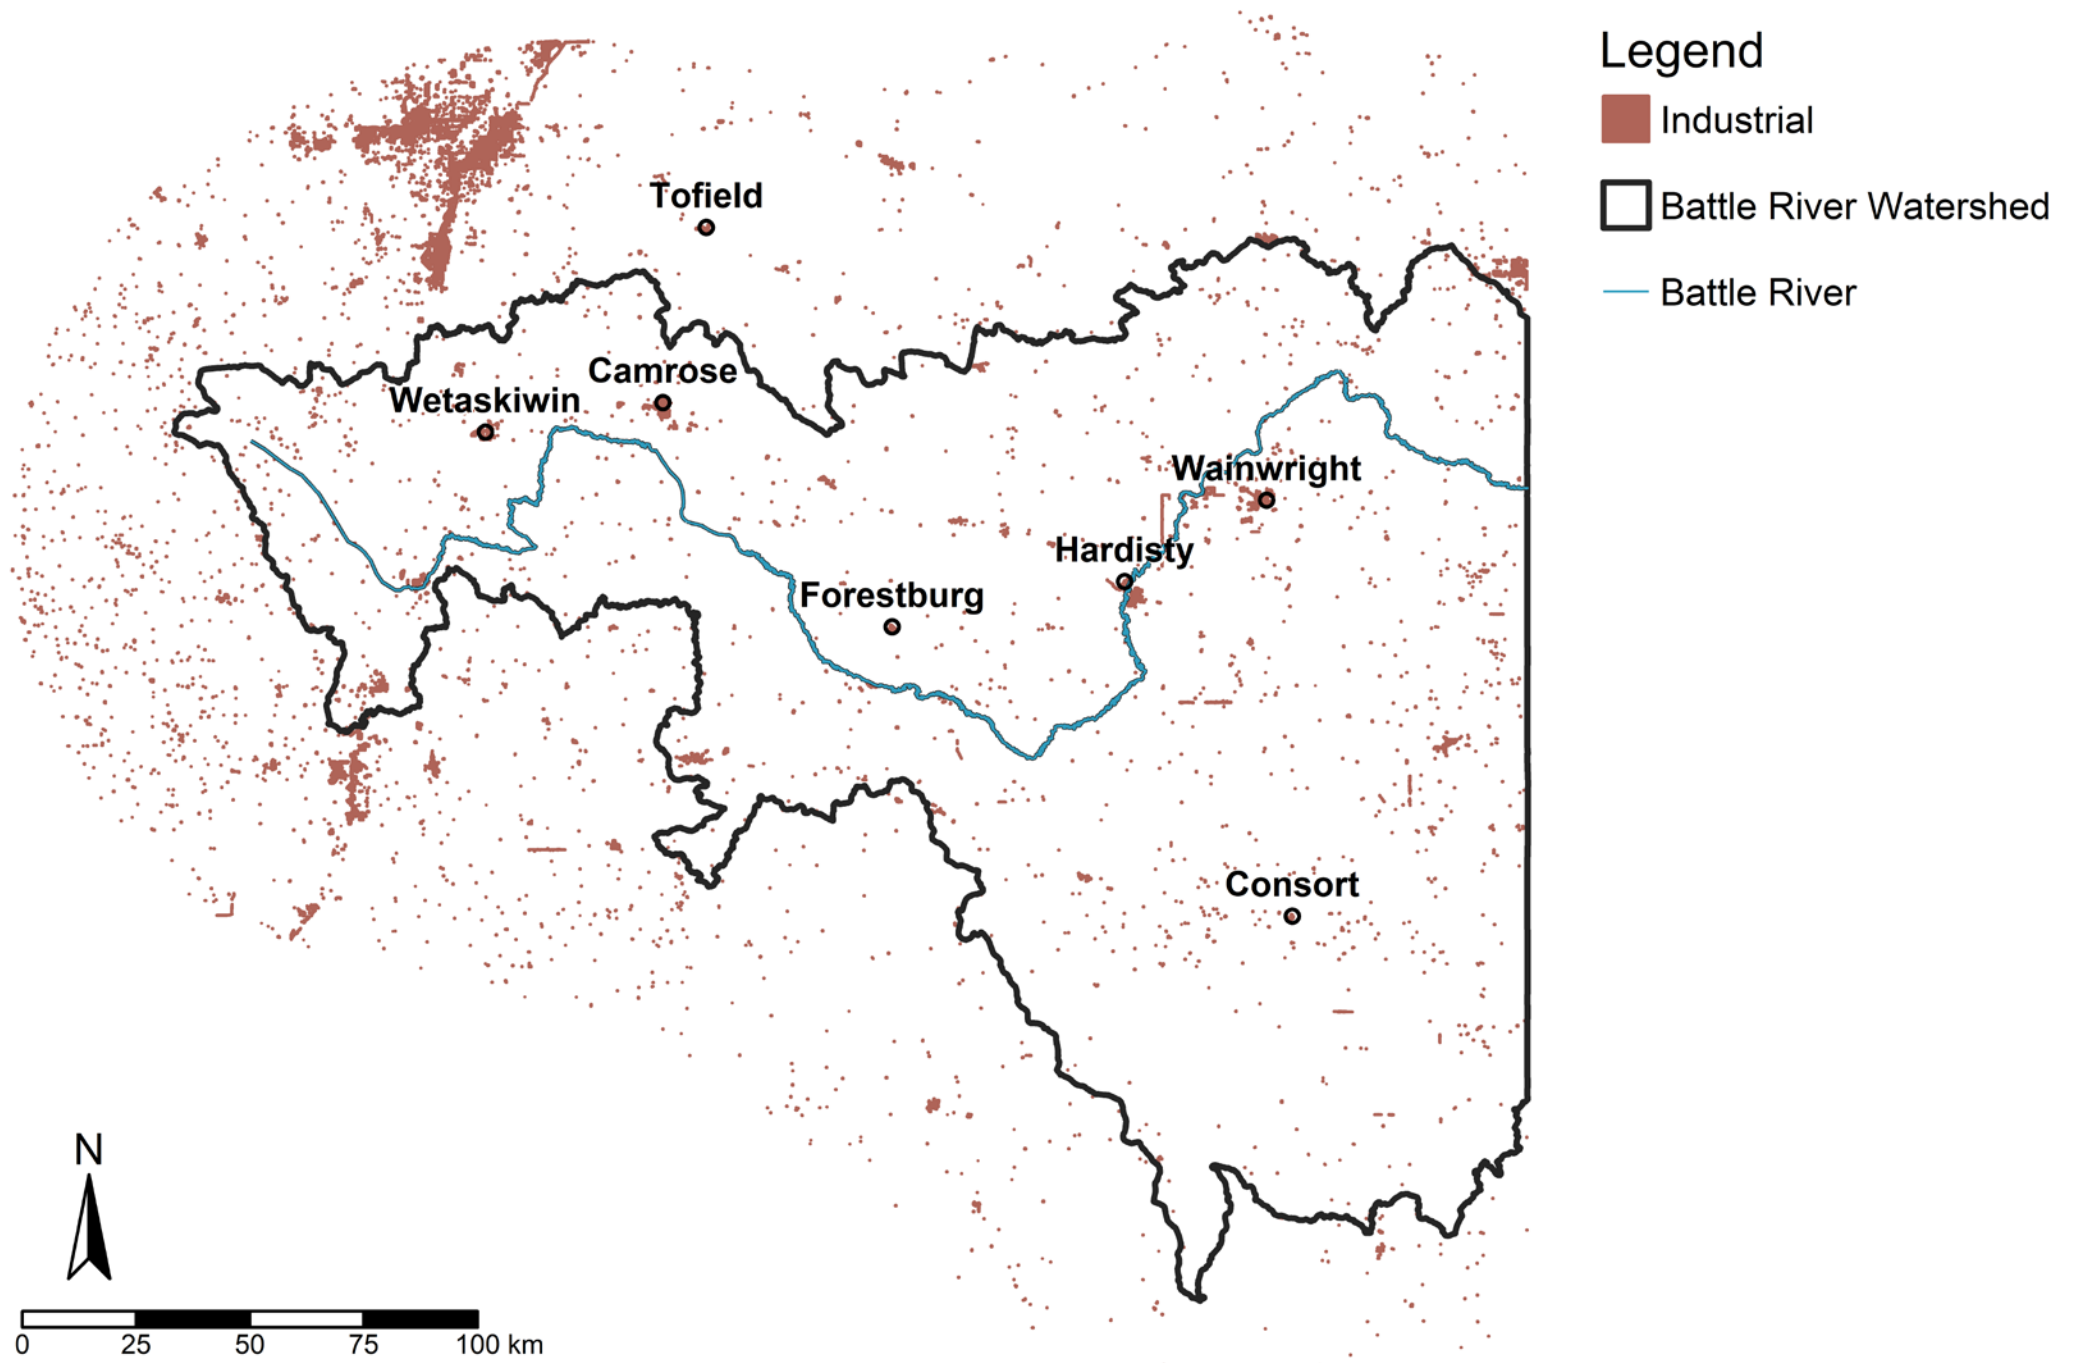 Legend
Industrial
Battle River Watershed
Battle River
Tofield
Camrose
Wetaskiwin
Wainwright
Hardisty
Forestburg
Consort
N
0 25 50 75 100 km